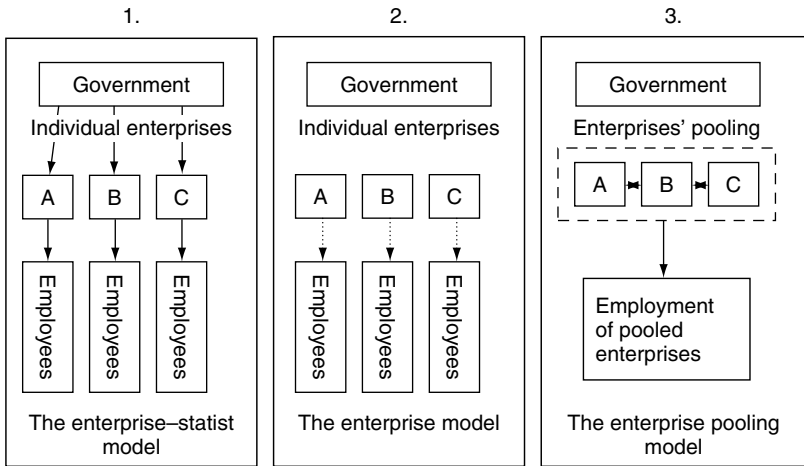 1.
Government
Individual enterprises
A
B
C
Employees
Employees
Employees
The enterprise–statist
model
2.
Government
Individual enterprises
A
B
C
Employees
Employees
Employees
The enterprise model
3.
Government
Enterprises’ pooling
A
B
C
Employment
of pooled
enterprises
The enterprise pooling
model